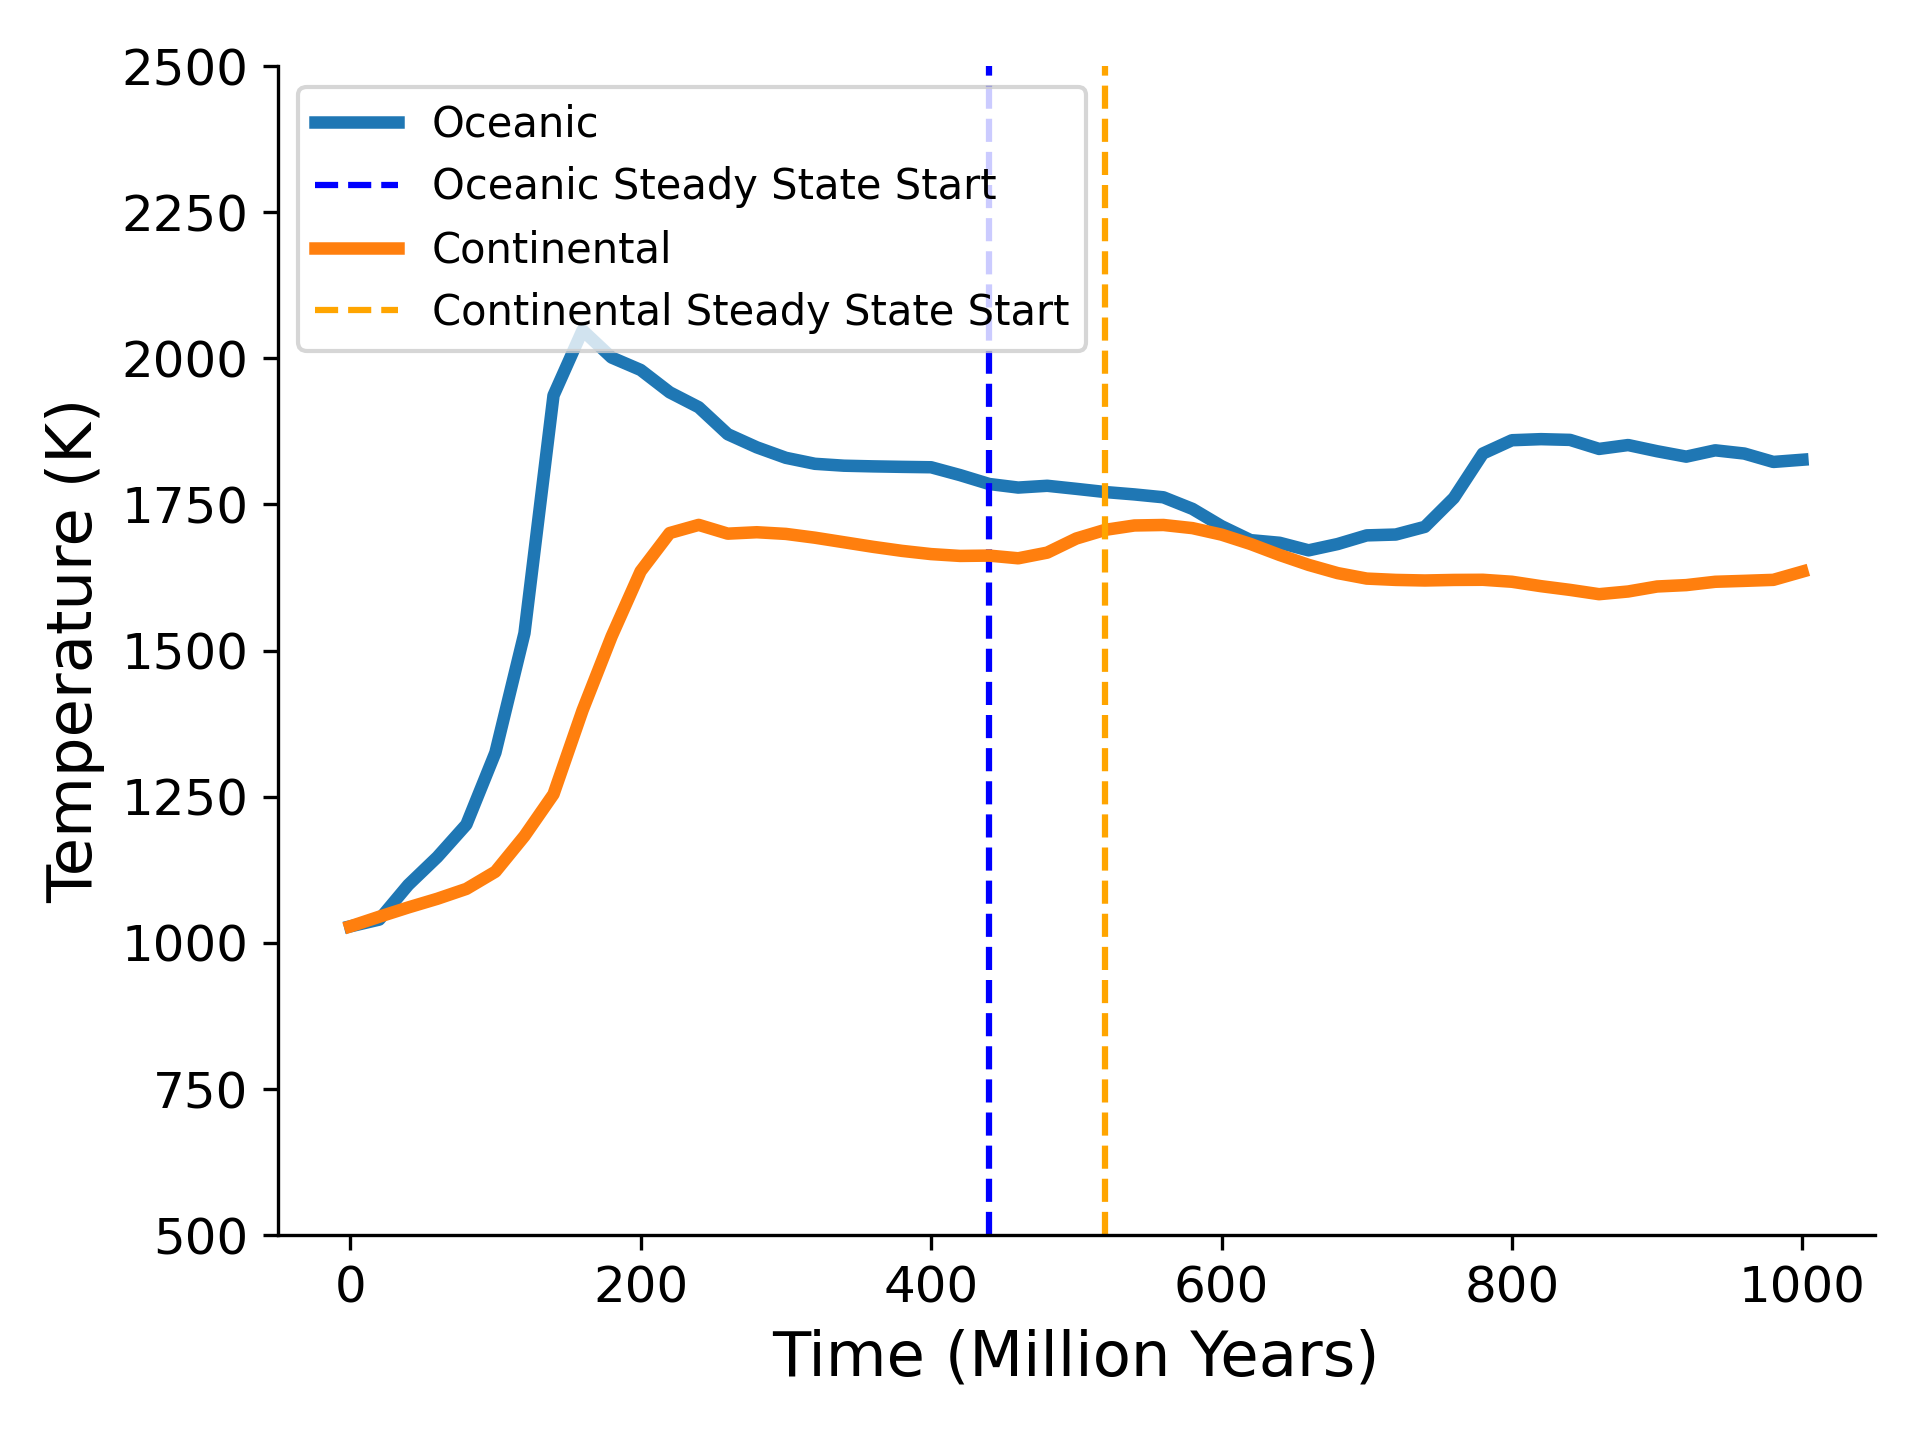 2500
2250
2000
1750
1500
1250
1000
750
500
Temperature (K)
Oceanic
Oceanic Steady State Start
Continental
Continental Steady State Start
0 200 400 600 800 1000
Time (Million Years)